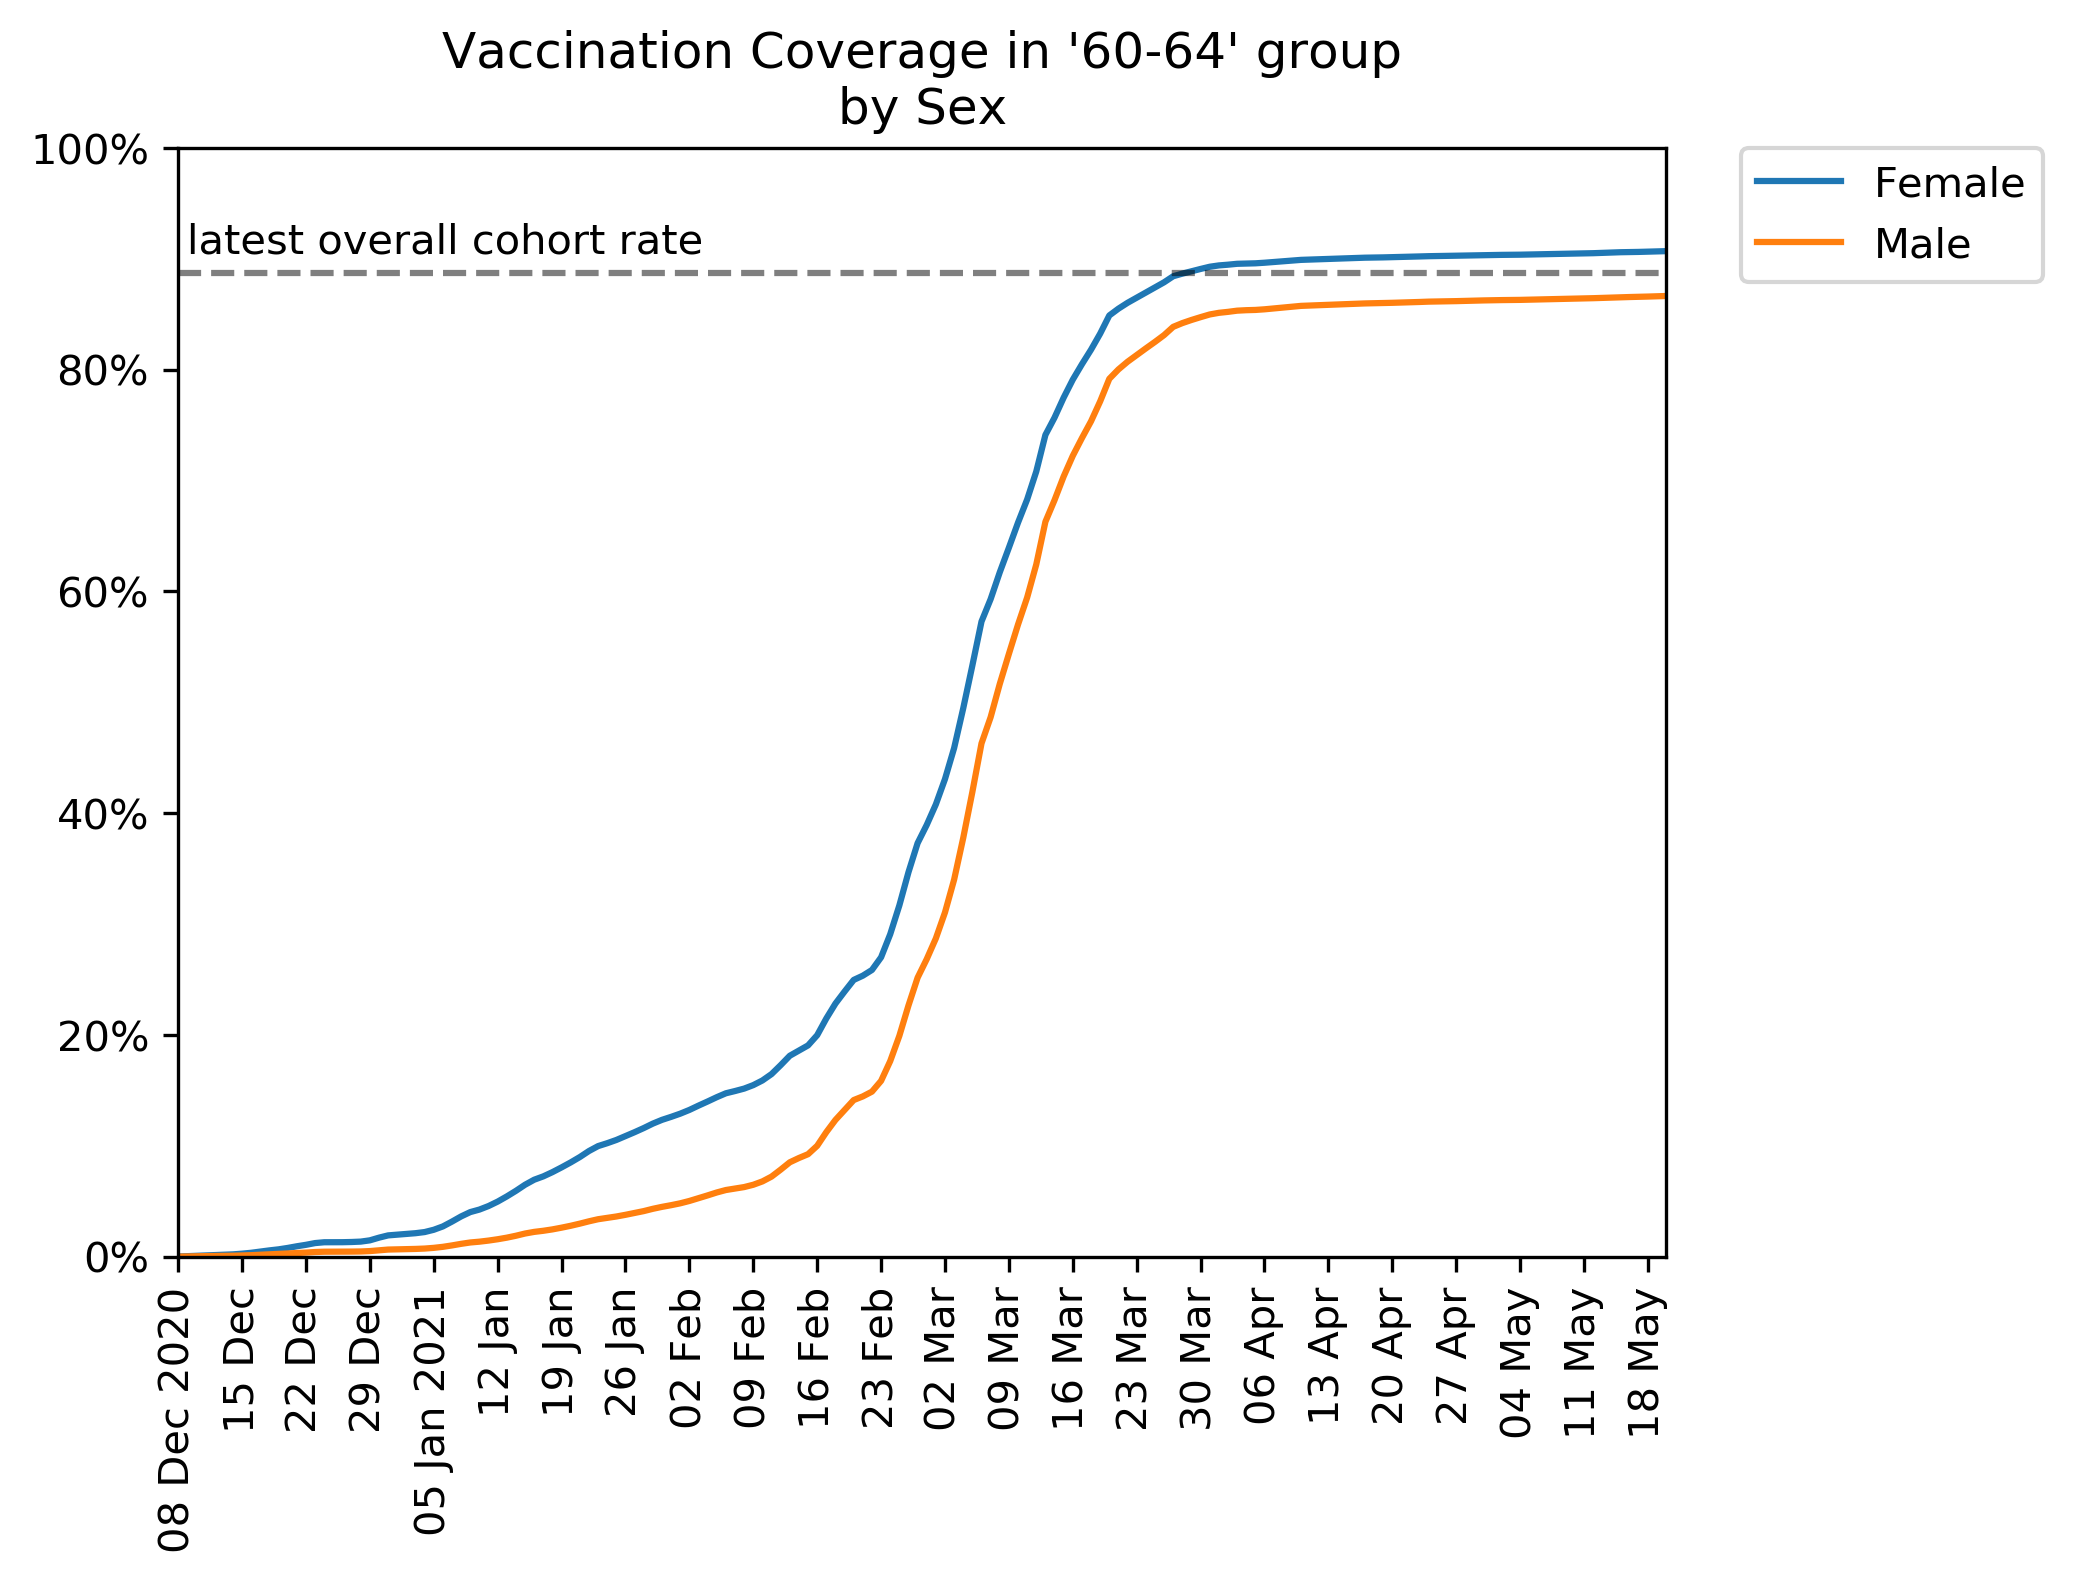 Vaccination Coverage in '60-64' group
by Sex
100%
80%
60%
40%
20%
0%
latest overall cohort rate
Female
Male
08 Dec 2020
15 Dec
22 Dec
29 Dec
05 Jan 2021
12 Jan
19 Jan
26 Jan
02 Feb
09 Feb
16 Feb
23 Feb
02 Mar
09 Mar
16 Mar
23 Mar
30 Mar
06 Apr
13 Apr
20 Apr
27 Apr
04 May
11 May
18 May